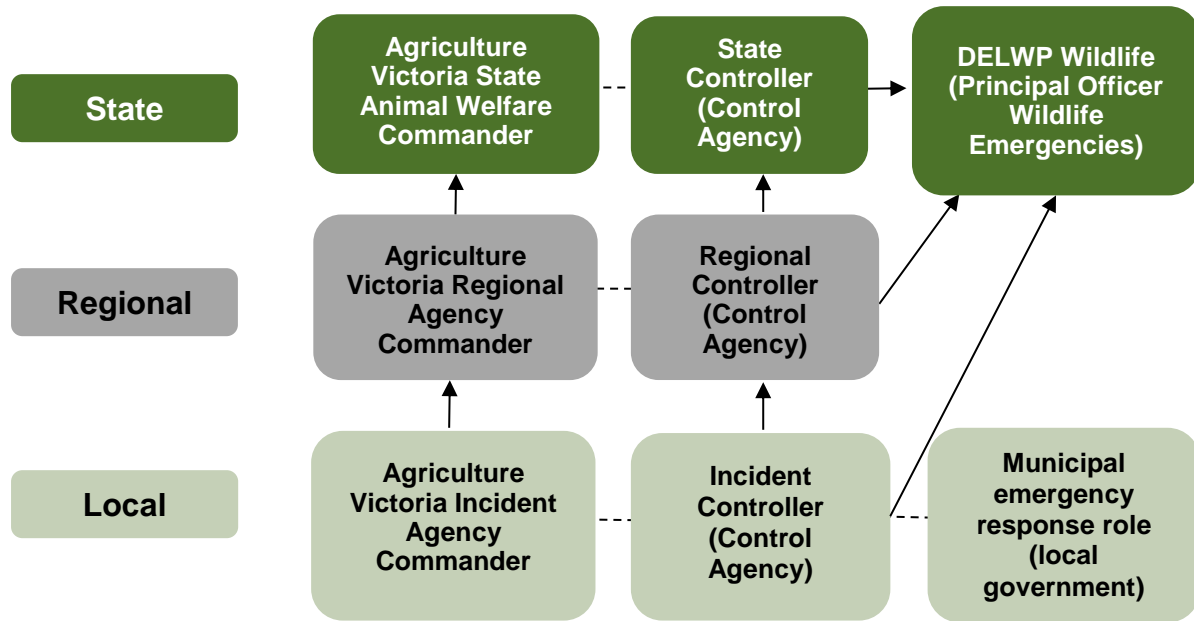 State
Agriculture
Victoria State
Animal Welfare
Commander
State
Controller
(Control
Agency)
DELWP Wildlife
(Principal Officer
Wildlife
Emergencies)
Regional
Agriculture
Victoria Regional
Agency
Commander
Regional
Controller
(Control
Agency)
Local
Agriculture
Victoria Incident
Agency
Commander
Incident
Controller
(Control
Agency)
Municipal
emergency
response role
(local
government)